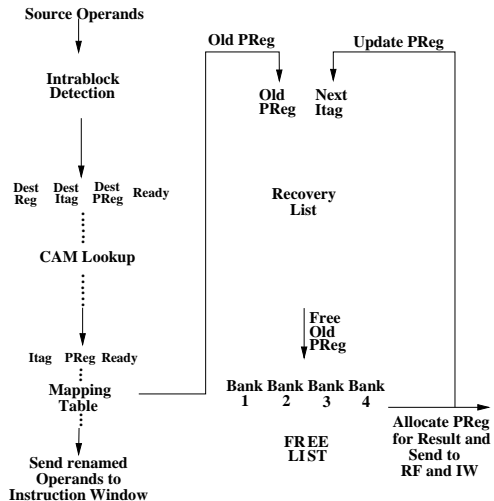 Source Operands
Intrablock
Detection
Dest
Reg
Dest
Itag
Dest
PReg
Ready
CAM Lookup
Itag PReg Ready
Mapping
Table
Send renamed
Operands to
Instruction Window
Old PReg
Update PReg
Old
PReg
Next
Itag
Recovery
List
Free
Old
PReg
Bank Bank Bank Bank
1 2 3 4
FREE
LIST
Allocate PReg
for Result and
Send to
RF and IW